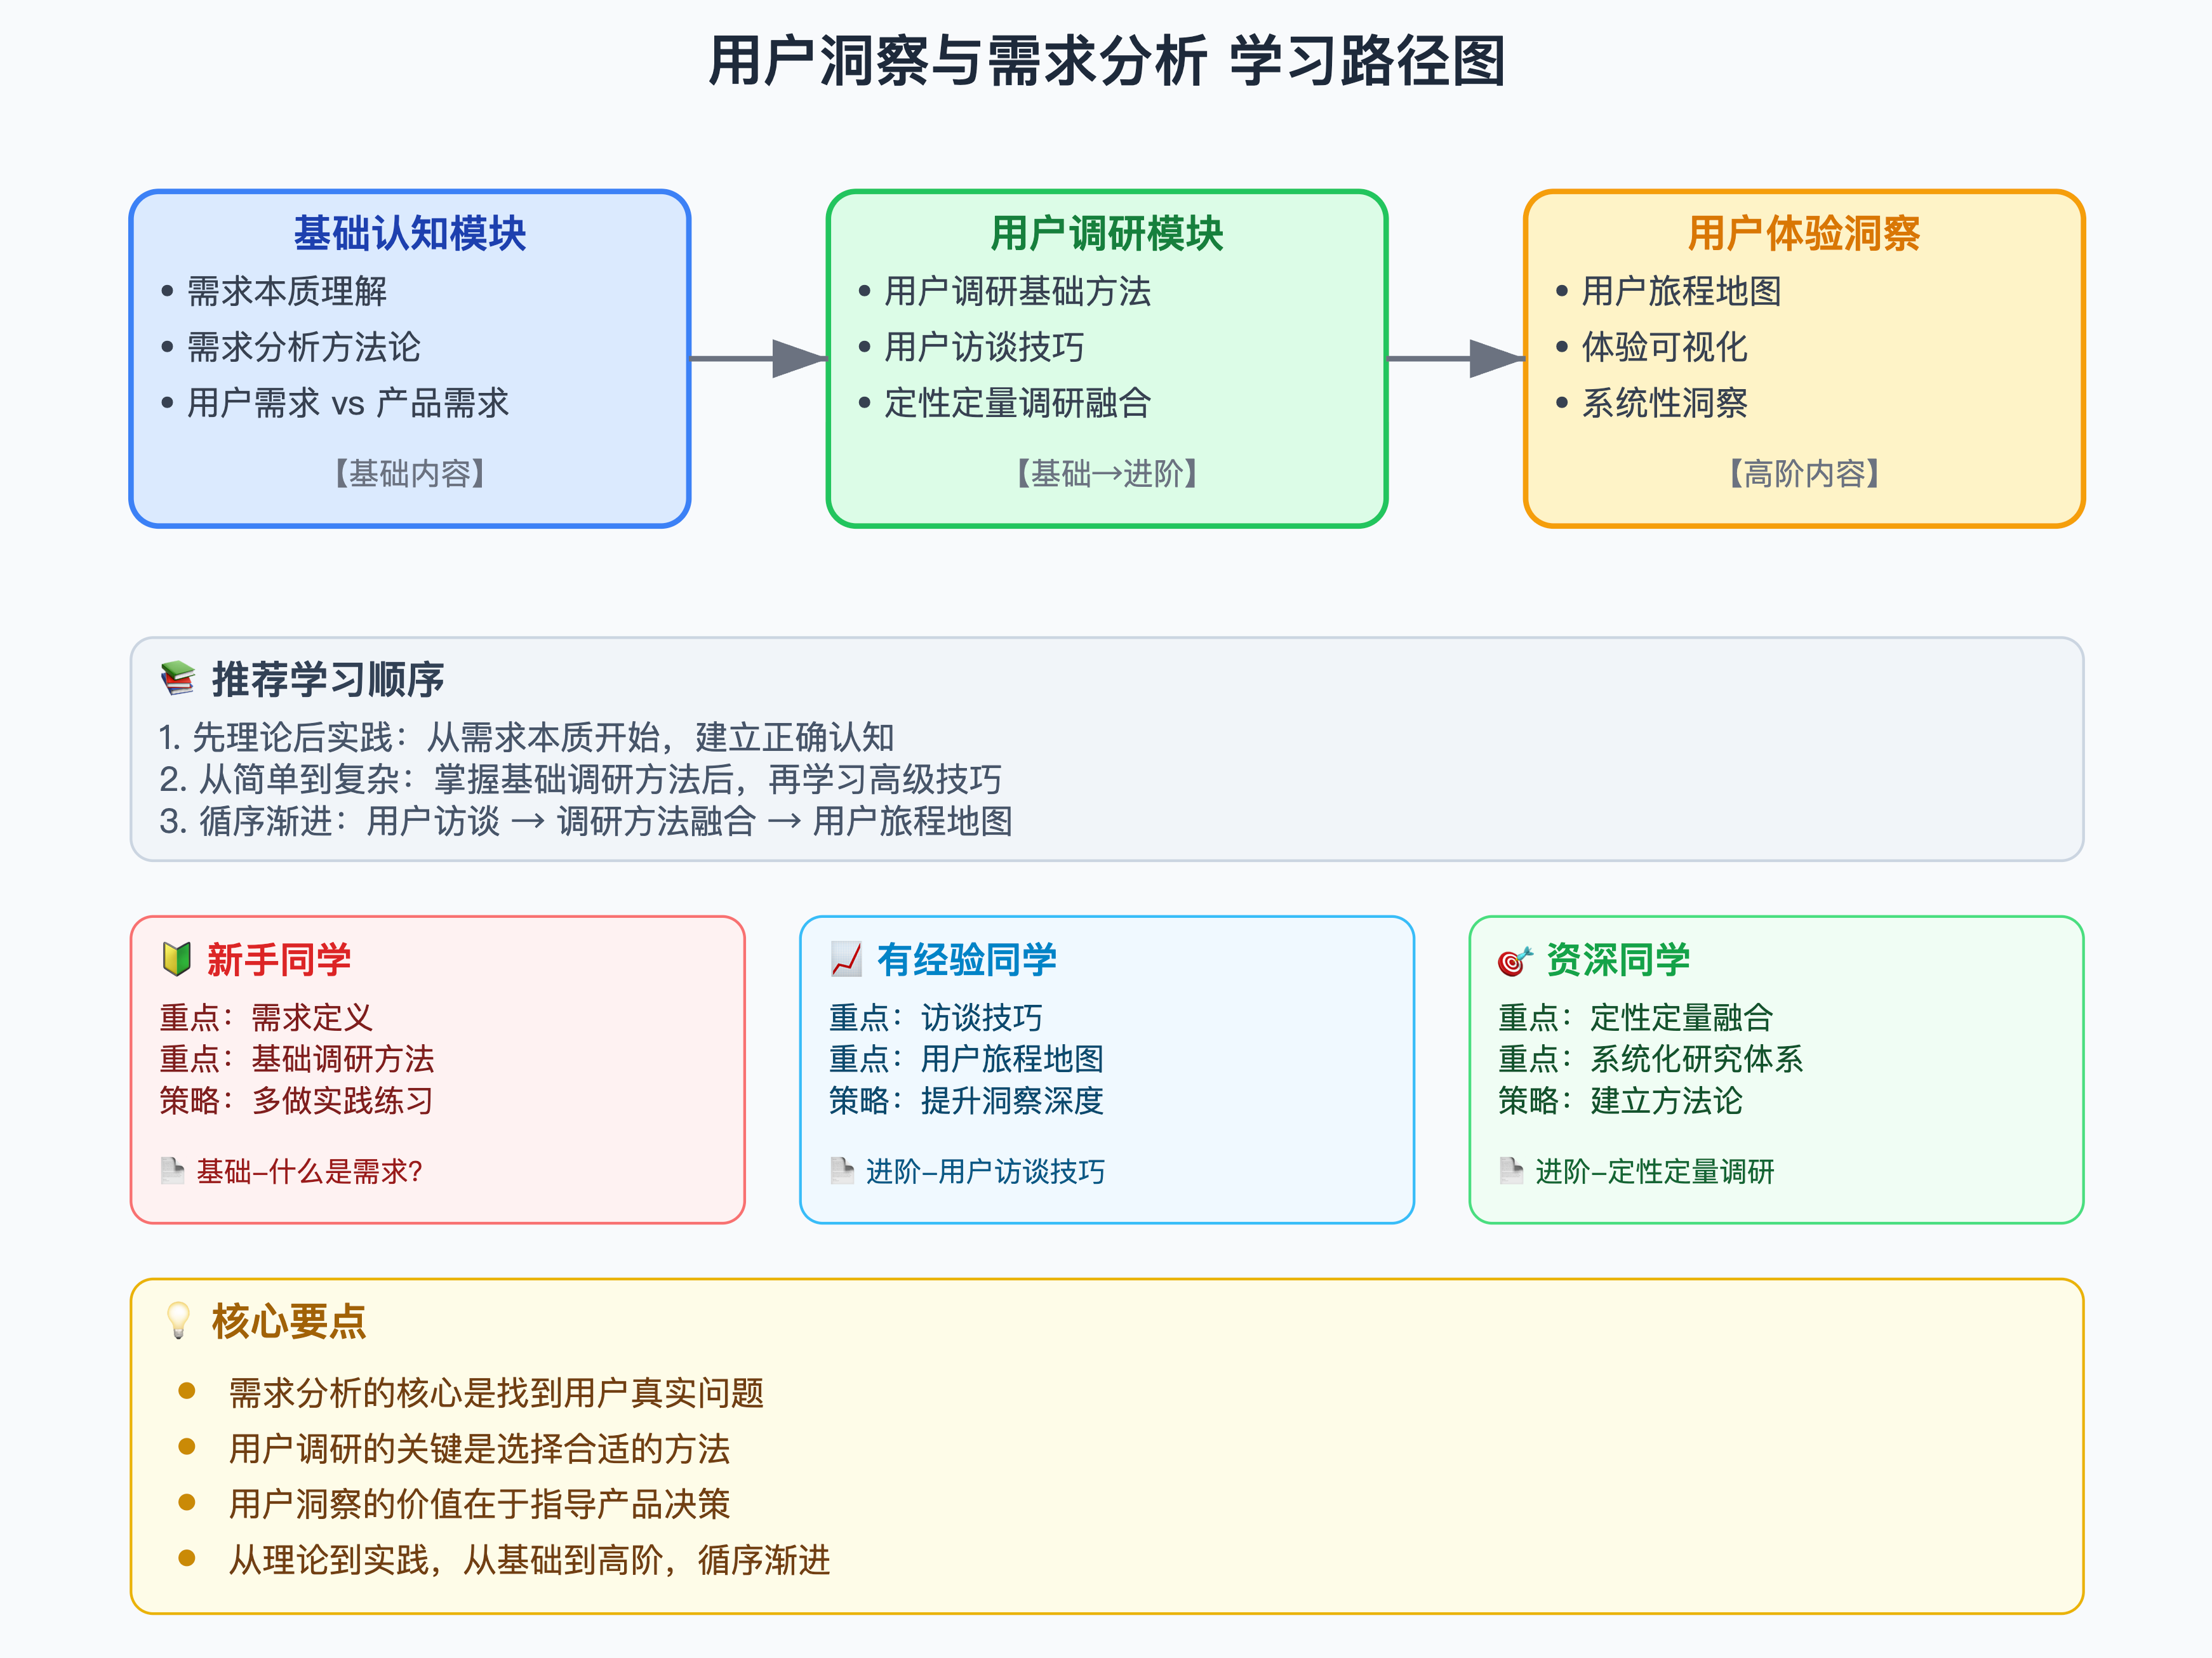 用户洞察与需求分析 学习路径图
基础认知模块
• 需求本质理解
• 需求分析方法论
• 用户需求 vs 产品需求
【基础内容】
用户调研模块
• 用户调研基础方法
• 用户访谈技巧
• 定性定量调研融合
【基础→进阶】
用户体验洞察
• 用户旅程地图
• 体验可视化
• 系统性洞察
【高阶内容】
📚 推荐学习顺序
1. 先理论后实践：从需求本质开始，建立正确认知
2. 从简单到复杂：掌握基础调研方法后，再学习高级技巧
3. 循序渐进：用户访谈 → 调研方法融合 → 用户旅程地图
🔰 新手同学
重点：需求定义
重点：基础调研方法
策略：多做实践练习
📄 基础-什么是需求?
📈 有经验同学
重点：访谈技巧
重点：用户旅程地图
策略：提升洞察深度
📄 进阶-用户访谈技巧
🎯 资深同学
重点：定性定量融合
重点：系统化研究体系
策略：建立方法论
📄 进阶-定性定量调研
💡 核心要点
● 需求分析的核心是找到用户真实问题
● 用户调研的关键是选择合适的方法
● 用户洞察的价值在于指导产品决策
● 从理论到实践，从基础到高阶，循序渐进